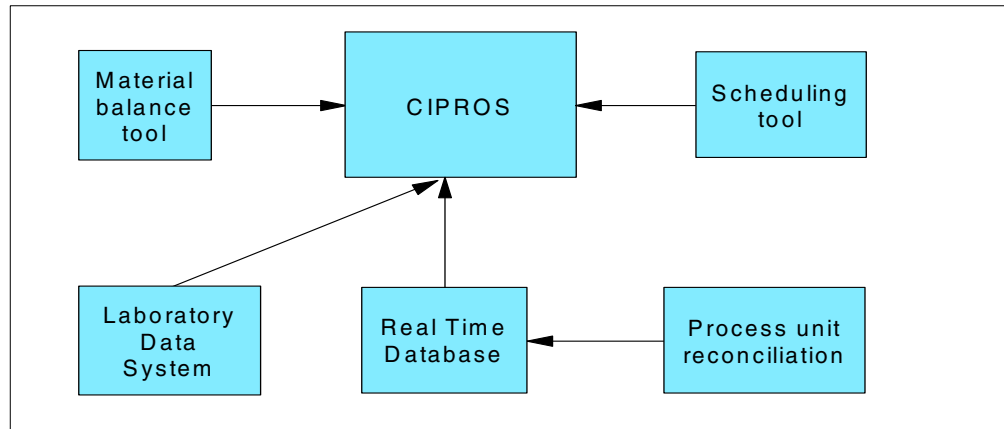 Material
balance
tool
CIPROS
Scheduling
tool
Laboratory
Data
System
Real Time
Database
Process unit
reconciliation